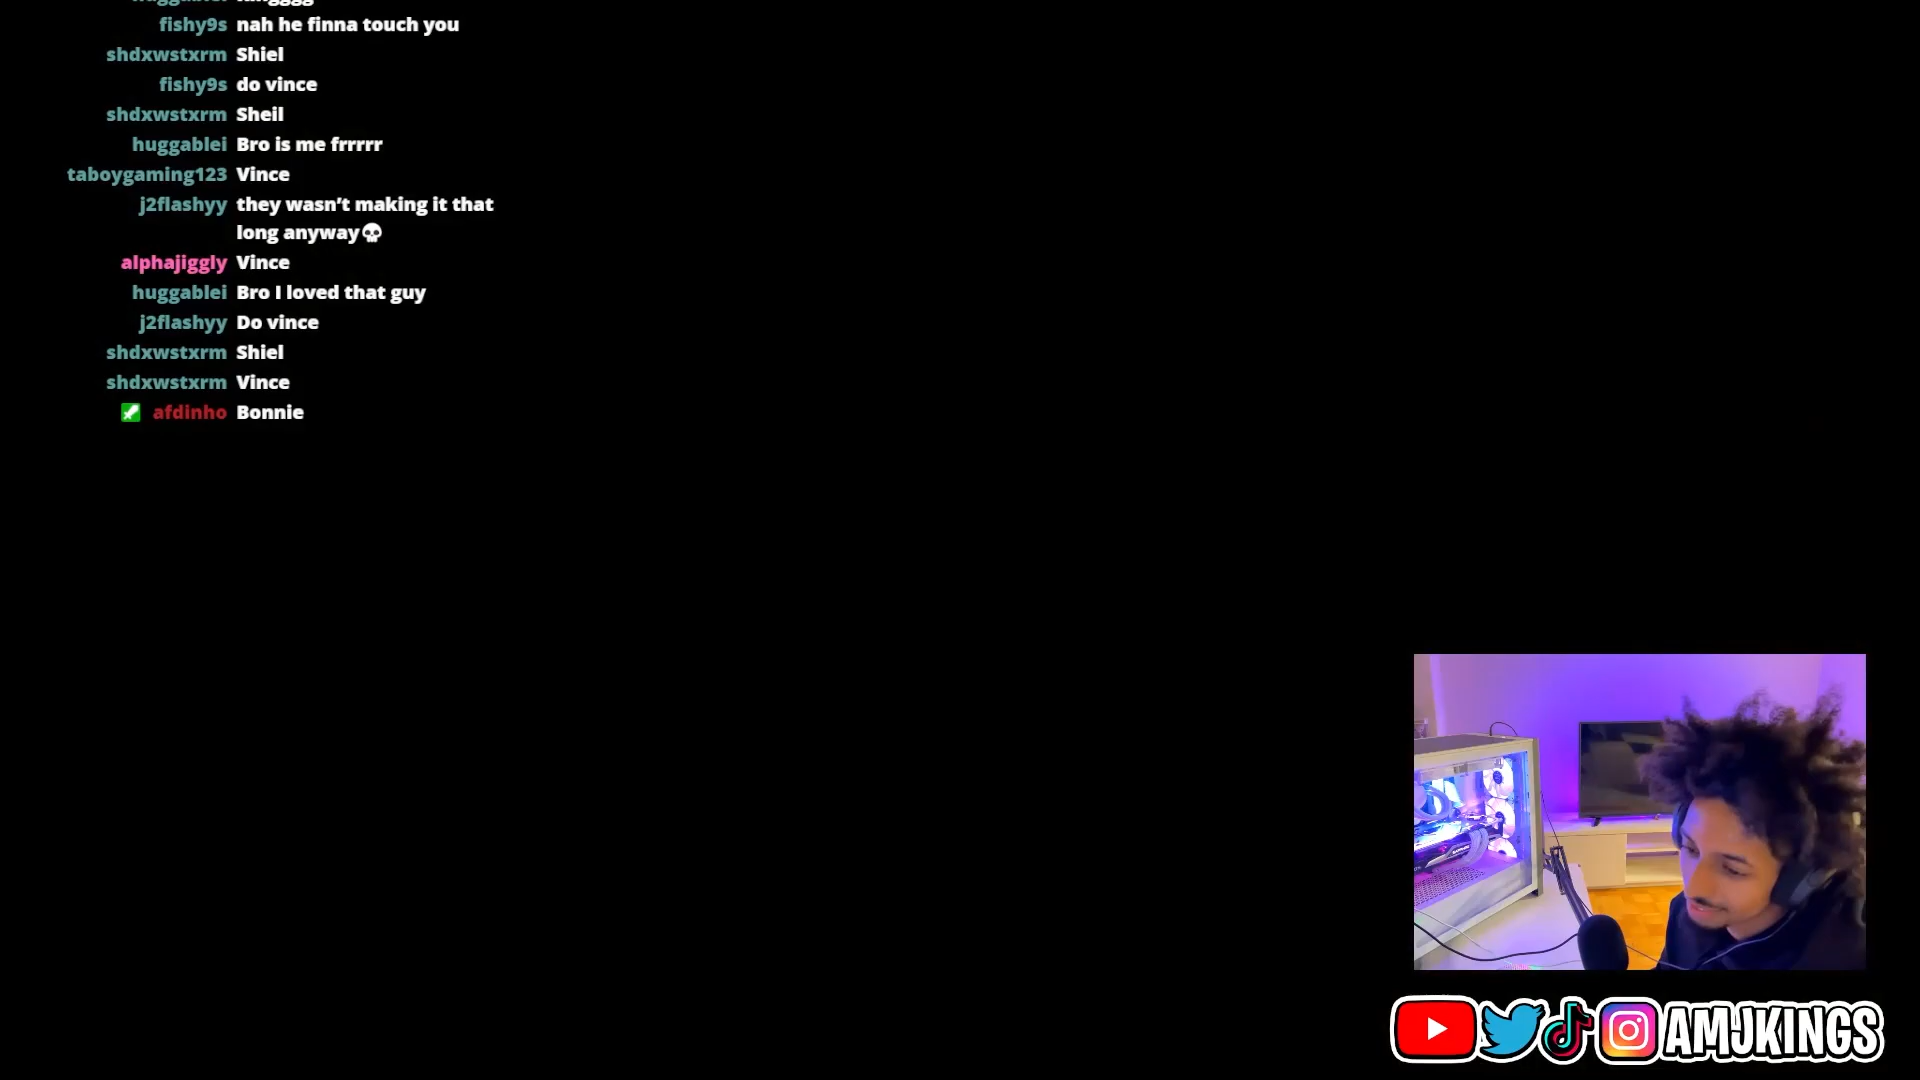 fishy9s nah he finna touch you
shdxwstxrm Shiel
fishy9s do vince
shdxwstxrm Sheil
huggablei Bro is me frrrrr
taboygaming123 Vince
j2flashyy they wasn’t making it that
long anyway💀
alphajiggly Vince
huggablei Bro I loved that guy
j2flashyy Do vince
shdxwstxrm Shiel
shdxwstxrm Vince
afdinho Bonnie
AMJKINGS